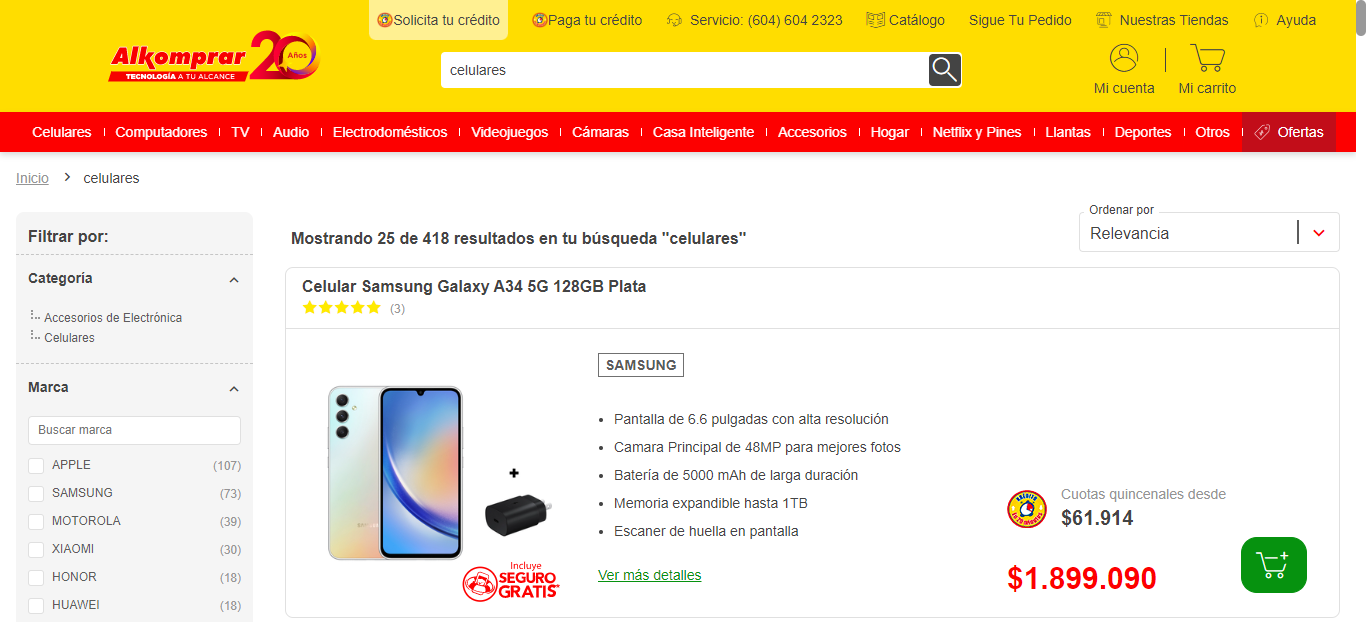 Solicita tu crédito
Paga tu crédito
Servicio: (604) 604 2323
Catálogo
Sigue Tu Pedido
Nuestras Tiendas
Ayuda
Alkomprar 20 Años
TECNOLOGÍA A TU ALCANCE
celulares
Mi cuenta
Mi carrito
Celulares
Computadores
TV
Audio
Electrodomésticos
Videojuegos
Cámaras
Casa Inteligente
Accesorios
Hogar
Netflix y Pines
Llantas
Deportes
Otros
Ofertas
Inicio > celulares
Filtrar por:
Categoría
Accesorios de Electrónica
Celulares
Marca
Buscar marca
APPLE (107)
SAMSUNG (73)
MOTOROLA (39)
XIAOMI (30)
HONOR (18)
HUAWEI (18)
Mostrando 25 de 418 resultados en tu búsqueda "celulares"
Ordenar por
Relevancia
Celular Samsung Galaxy A34 5G 128GB Plata
(3)
+
Incluye
SEGURO
GRATIS*
SAMSUNG
• Pantalla de 6.6 pulgadas con alta resolución
• Camara Principal de 48MP para mejores fotos
• Batería de 5000 mAh de larga duración
• Memoria expandible hasta 1TB
• Escaner de huella en pantalla
Ver más detalles
Cuotas quincenales desde
$61.914
$1.899.090